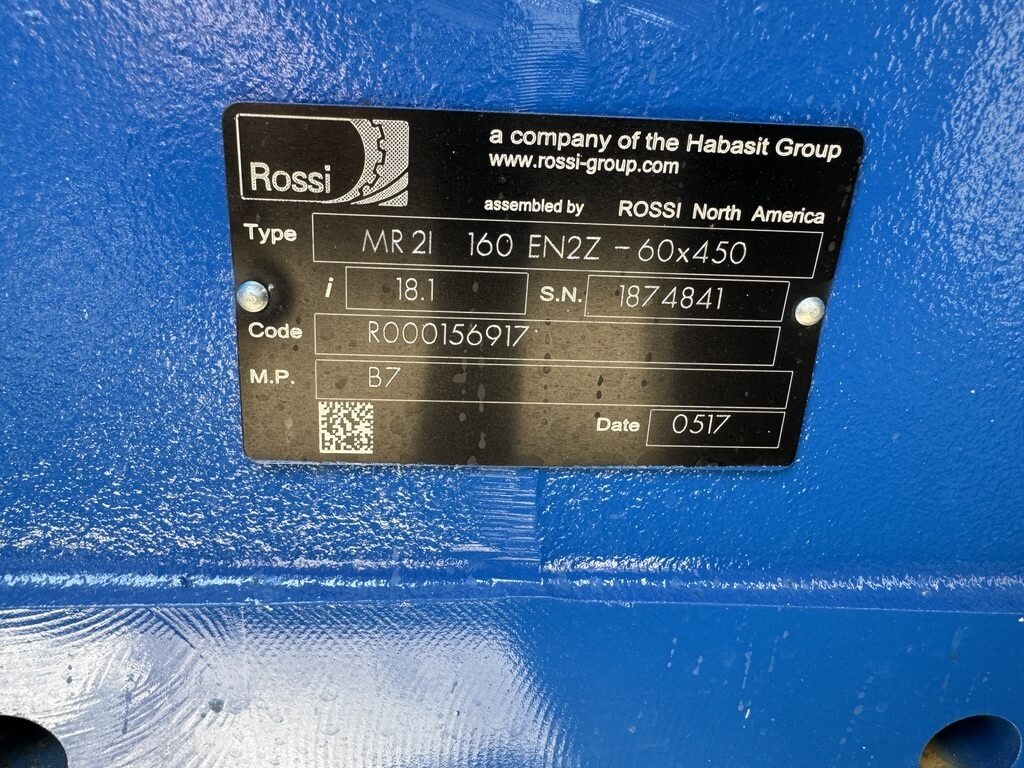 Rossi
a company of the Habasit Group
www.rossi-group.com
assembled by ROSSI North America
Type MR 2I 160 EN2Z - 60x450
i 18.1 S.N. 1874841
Code R000156917
M.P. B7
Date 0517